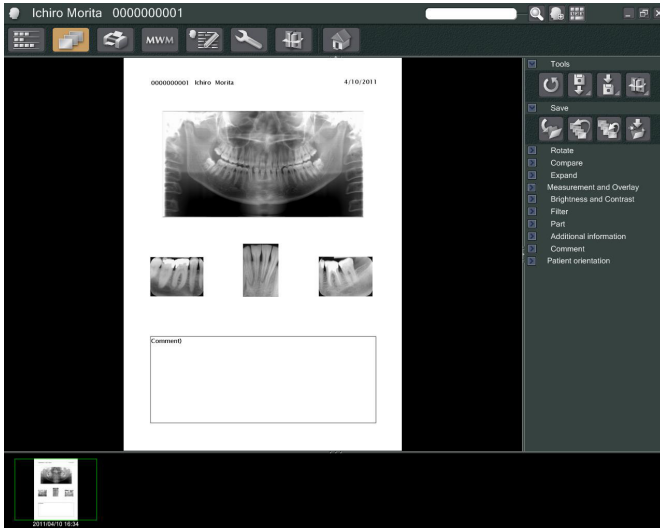 Ichiro Morita 0000000001
MWM
0000000001 Ichiro Morita 4/10/2011
Comment)
Tools
Save
Rotate
Compare
Expand
Measurement and Overlay
Brightness and Contrast
Filter
Part
Additional information
Comment
Patient orientation
2011/04/10 16:34